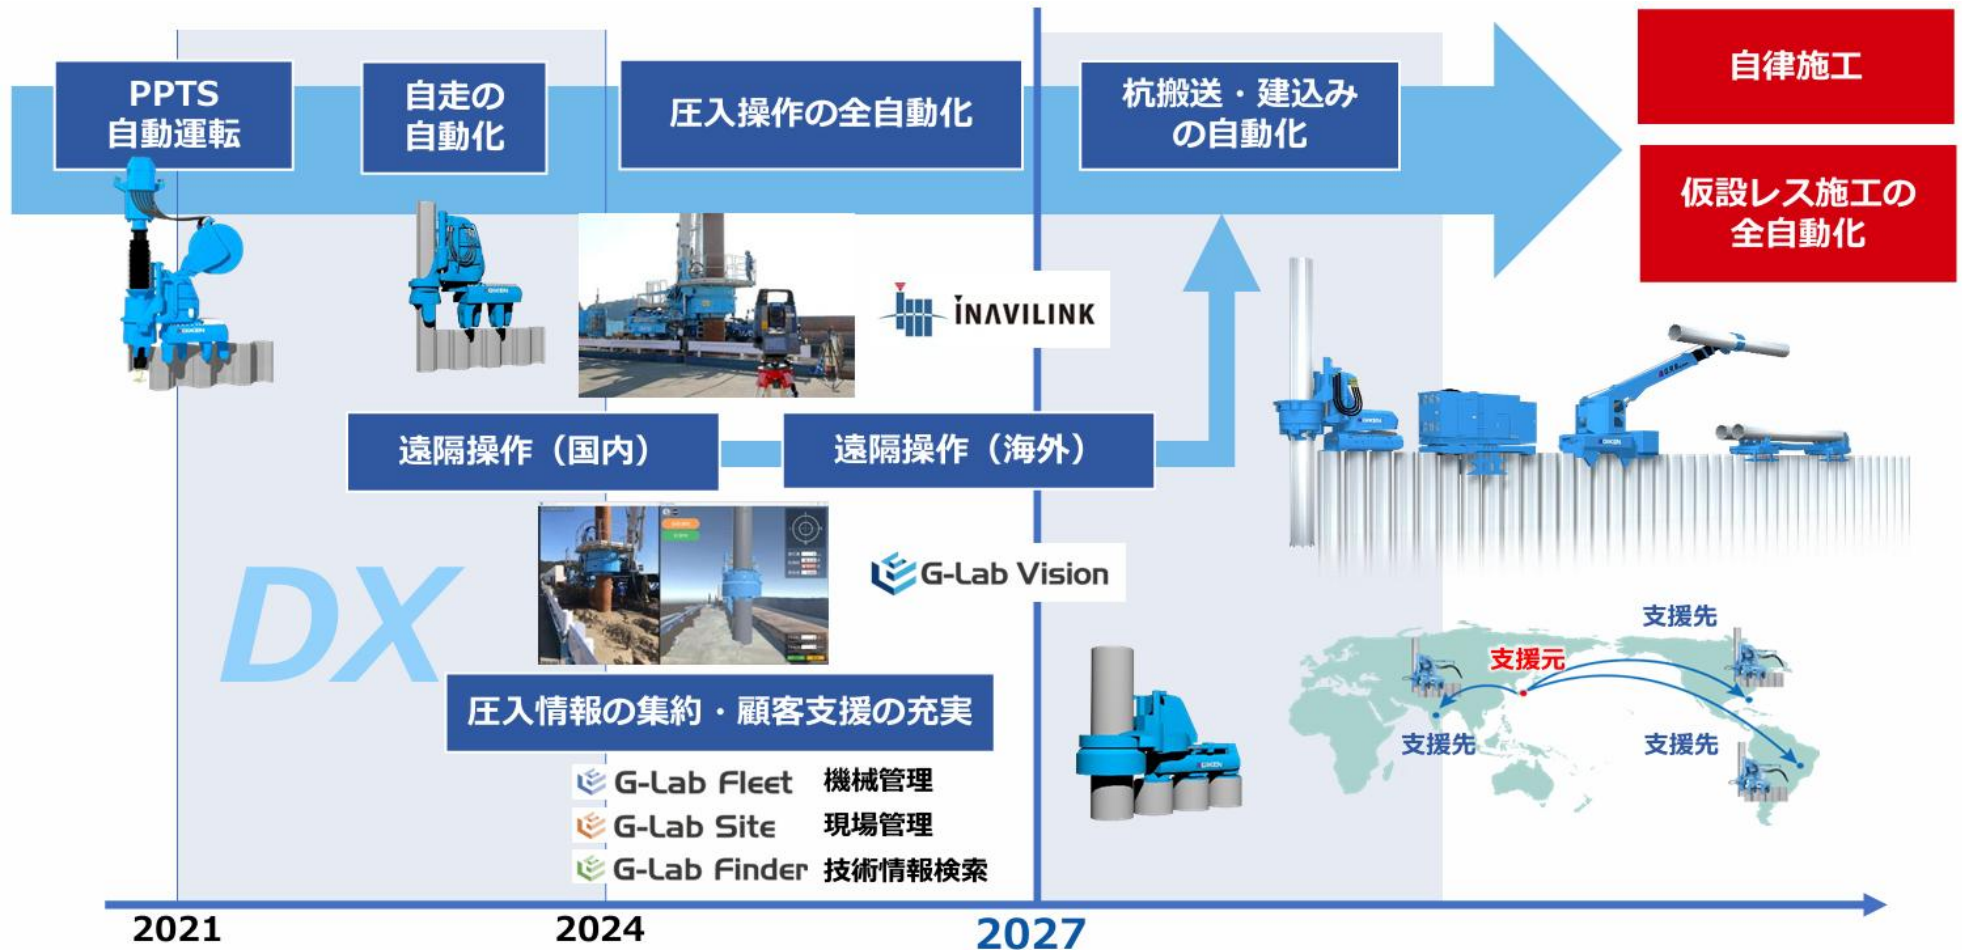 PPTS
自動運転
自走の
自動化
圧入操作の全自動化
杭搬送・建込み
の自動化
自律施工
仮設レス施工の
全自動化
INAVILINK
遠隔操作（国内）
遠隔操作（海外）
G-Lab Vision
DX
圧入情報の集約・顧客支援の充実
G-Lab Fleet 機械管理
G-Lab Site 現場管理
G-Lab Finder 技術情報検索
支援先
支援元
支援先
支援先
GIKEN
GIKEN
GIKEN
GIKEN
GIKEN
2021
2024
2027